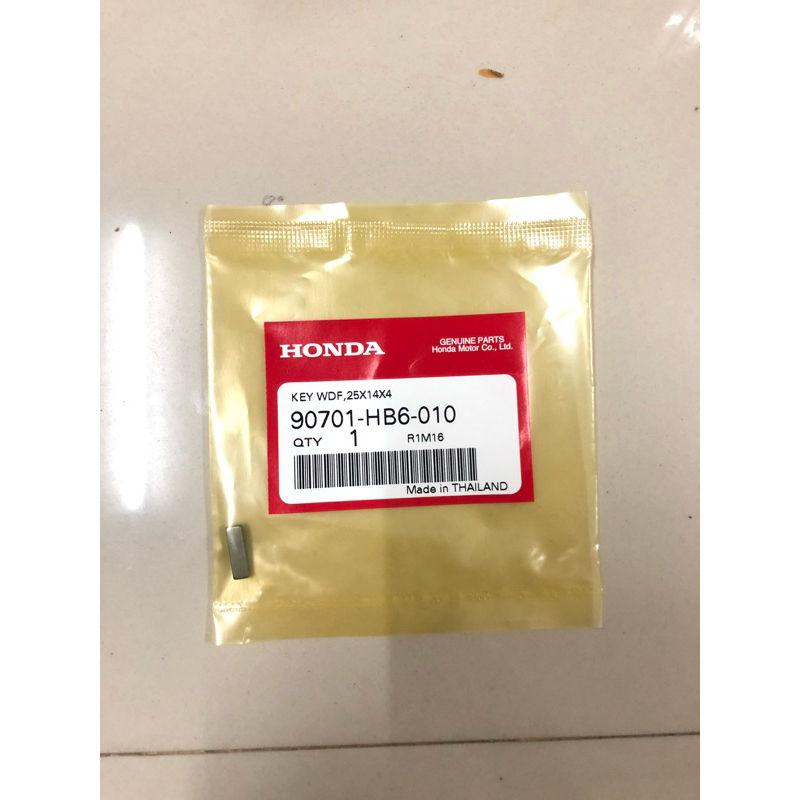 HONDA
GENUINE PARTS
Honda Motor Co., Ltd.
KEY WDF,25X14X4
90701-HB6-010
QTY 1 R1M16
Made in THAILAND